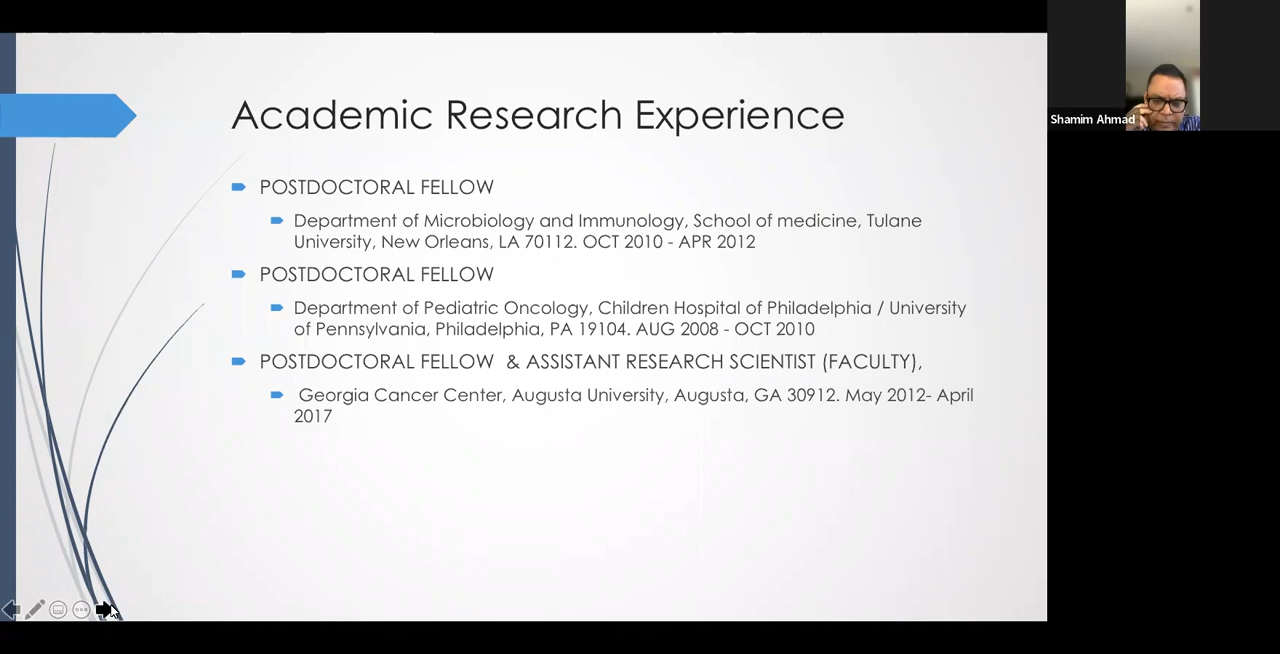 Academic Research Experience
POSTDOCTORAL FELLOW
Department of Microbiology and Immunology, School of medicine, Tulane
University, New Orleans, LA 70112. OCT 2010 - APR 2012
POSTDOCTORAL FELLOW
Department of Pediatric Oncology, Children Hospital of Philadelphia / University
of Pennsylvania, Philadelphia, PA 19104. AUG 2008 - OCT 2010
POSTDOCTORAL FELLOW & ASSISTANT RESEARCH SCIENTIST (FACULTY),
Georgia Cancer Center, Augusta University, Augusta, GA 30912. May 2012- April
2017
Shamim Ahmad